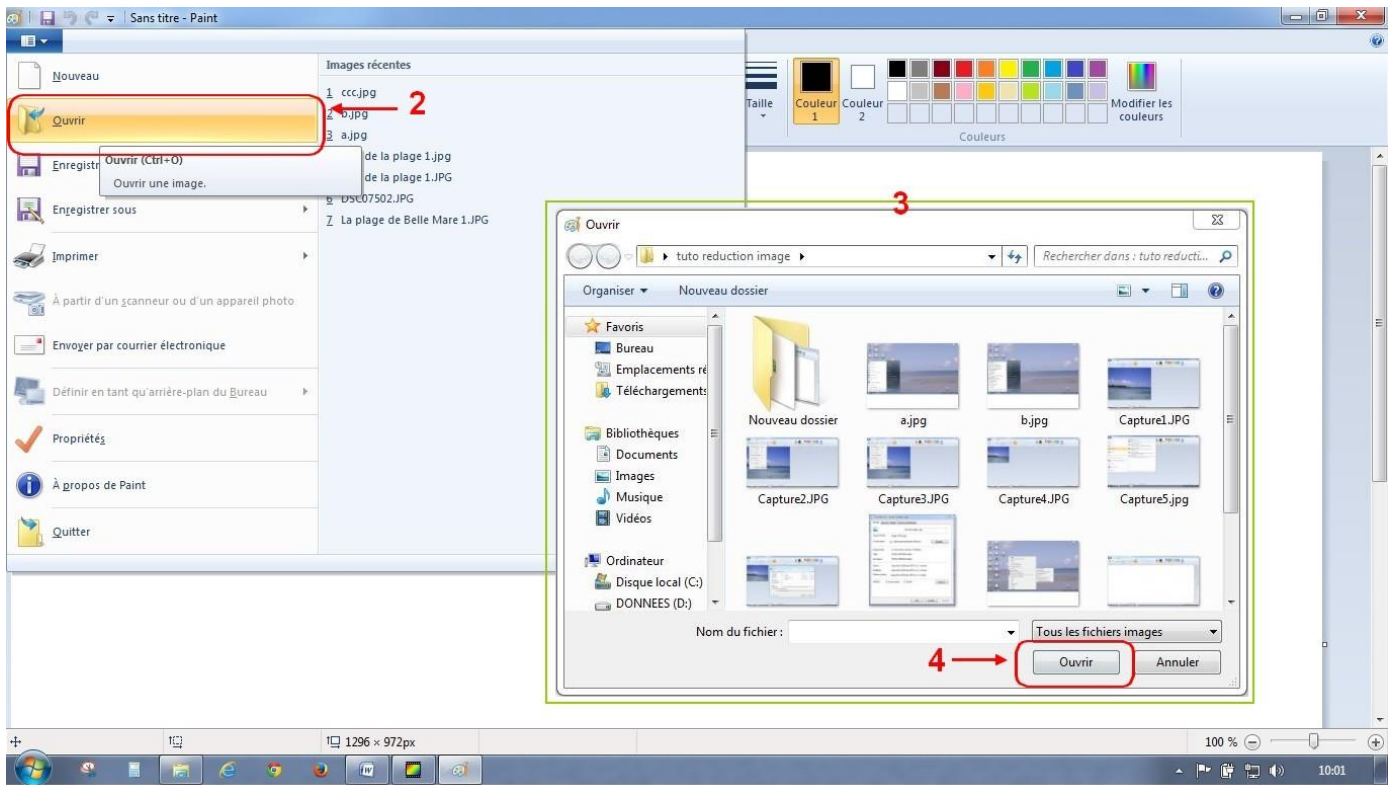 Sans titre - Paint
Nouveau
Ouvrir
2
Ouvrir (Ctrl+O)
Ouvrir une image.
Enregistr
Enregistrer sous
Imprimer
À partir d'un scanneur ou d'un appareil photo
Envoyer par courrier électronique
Définir en tant qu'arrière-plan du Bureau
Propriétés
À propos de Paint
Quitter
Images récentes
1 ccc.jpg
2 b.jpg
3 a.jpg
de la plage 1.jpg
de la plage 1.JPG
6 DSC07502.JPG
7 La plage de Belle Mare 1.JPG
Taille
Couleur 1
Couleur 2
Modifier les couleurs
Couleurs
3
Ouvrir
tuto reduction image
Rechercher dans : tuto reducti...
Organiser
Nouveau dossier
Favoris
Bureau
Emplacements ré
Téléchargements
Bibliothèques
Documents
Images
Musique
Vidéos
Ordinateur
Disque local (C:)
DONNEES (D:)
Nouveau dossier
a.jpg
b.jpg
Capture1.JPG
Capture2.JPG
Capture3.JPG
Capture4.JPG
Capture5.jpg
Nom du fichier :
Tous les fichiers images
4
Ouvrir
Annuler
1296 × 972px
100 %
10:01